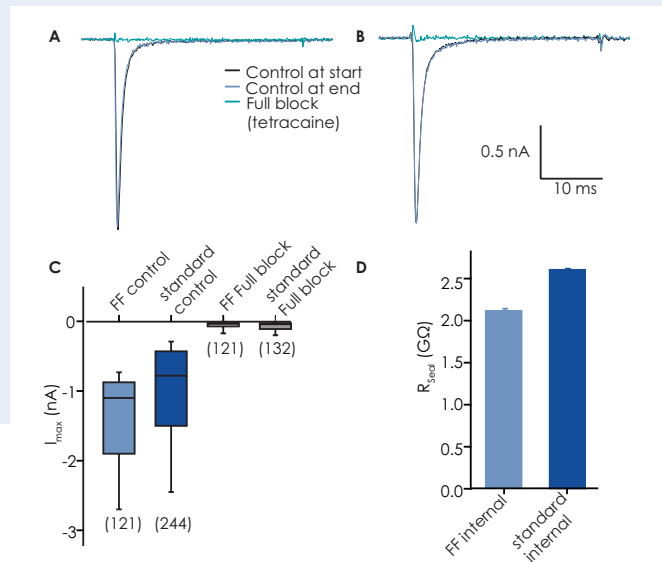 A
B
Control at start
Control at end
Full block
(tetracaine)
0.5 nA
10 ms
C
FF control
standard
control
FF Full block
standard
Full block
0
-1
-2
-3
I_max (nA)
(121)
(244)
(121)
(132)
D
2.5
2.0
1.5
1.0
0.5
0.0
R_Seal (GΩ)
FF internal
standard
internal